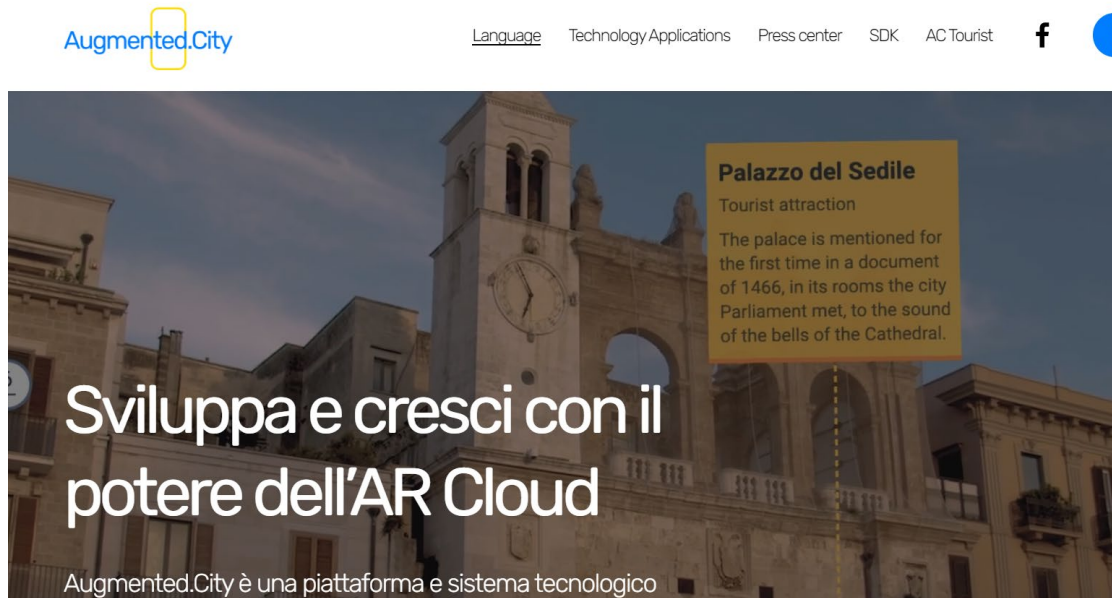 Augmented.City
Language Technology Applications Press center SDK AC Tourist
Palazzo del Sedile
Tourist attraction
The palace is mentioned for
the first time in a document
of 1466, in its rooms the city
Parliament met, to the sound
of the bells of the Cathedral.
Sviluppa e cresci con il
potere dell’AR Cloud
Augmented.City è una piattaforma e sistema tecnologico